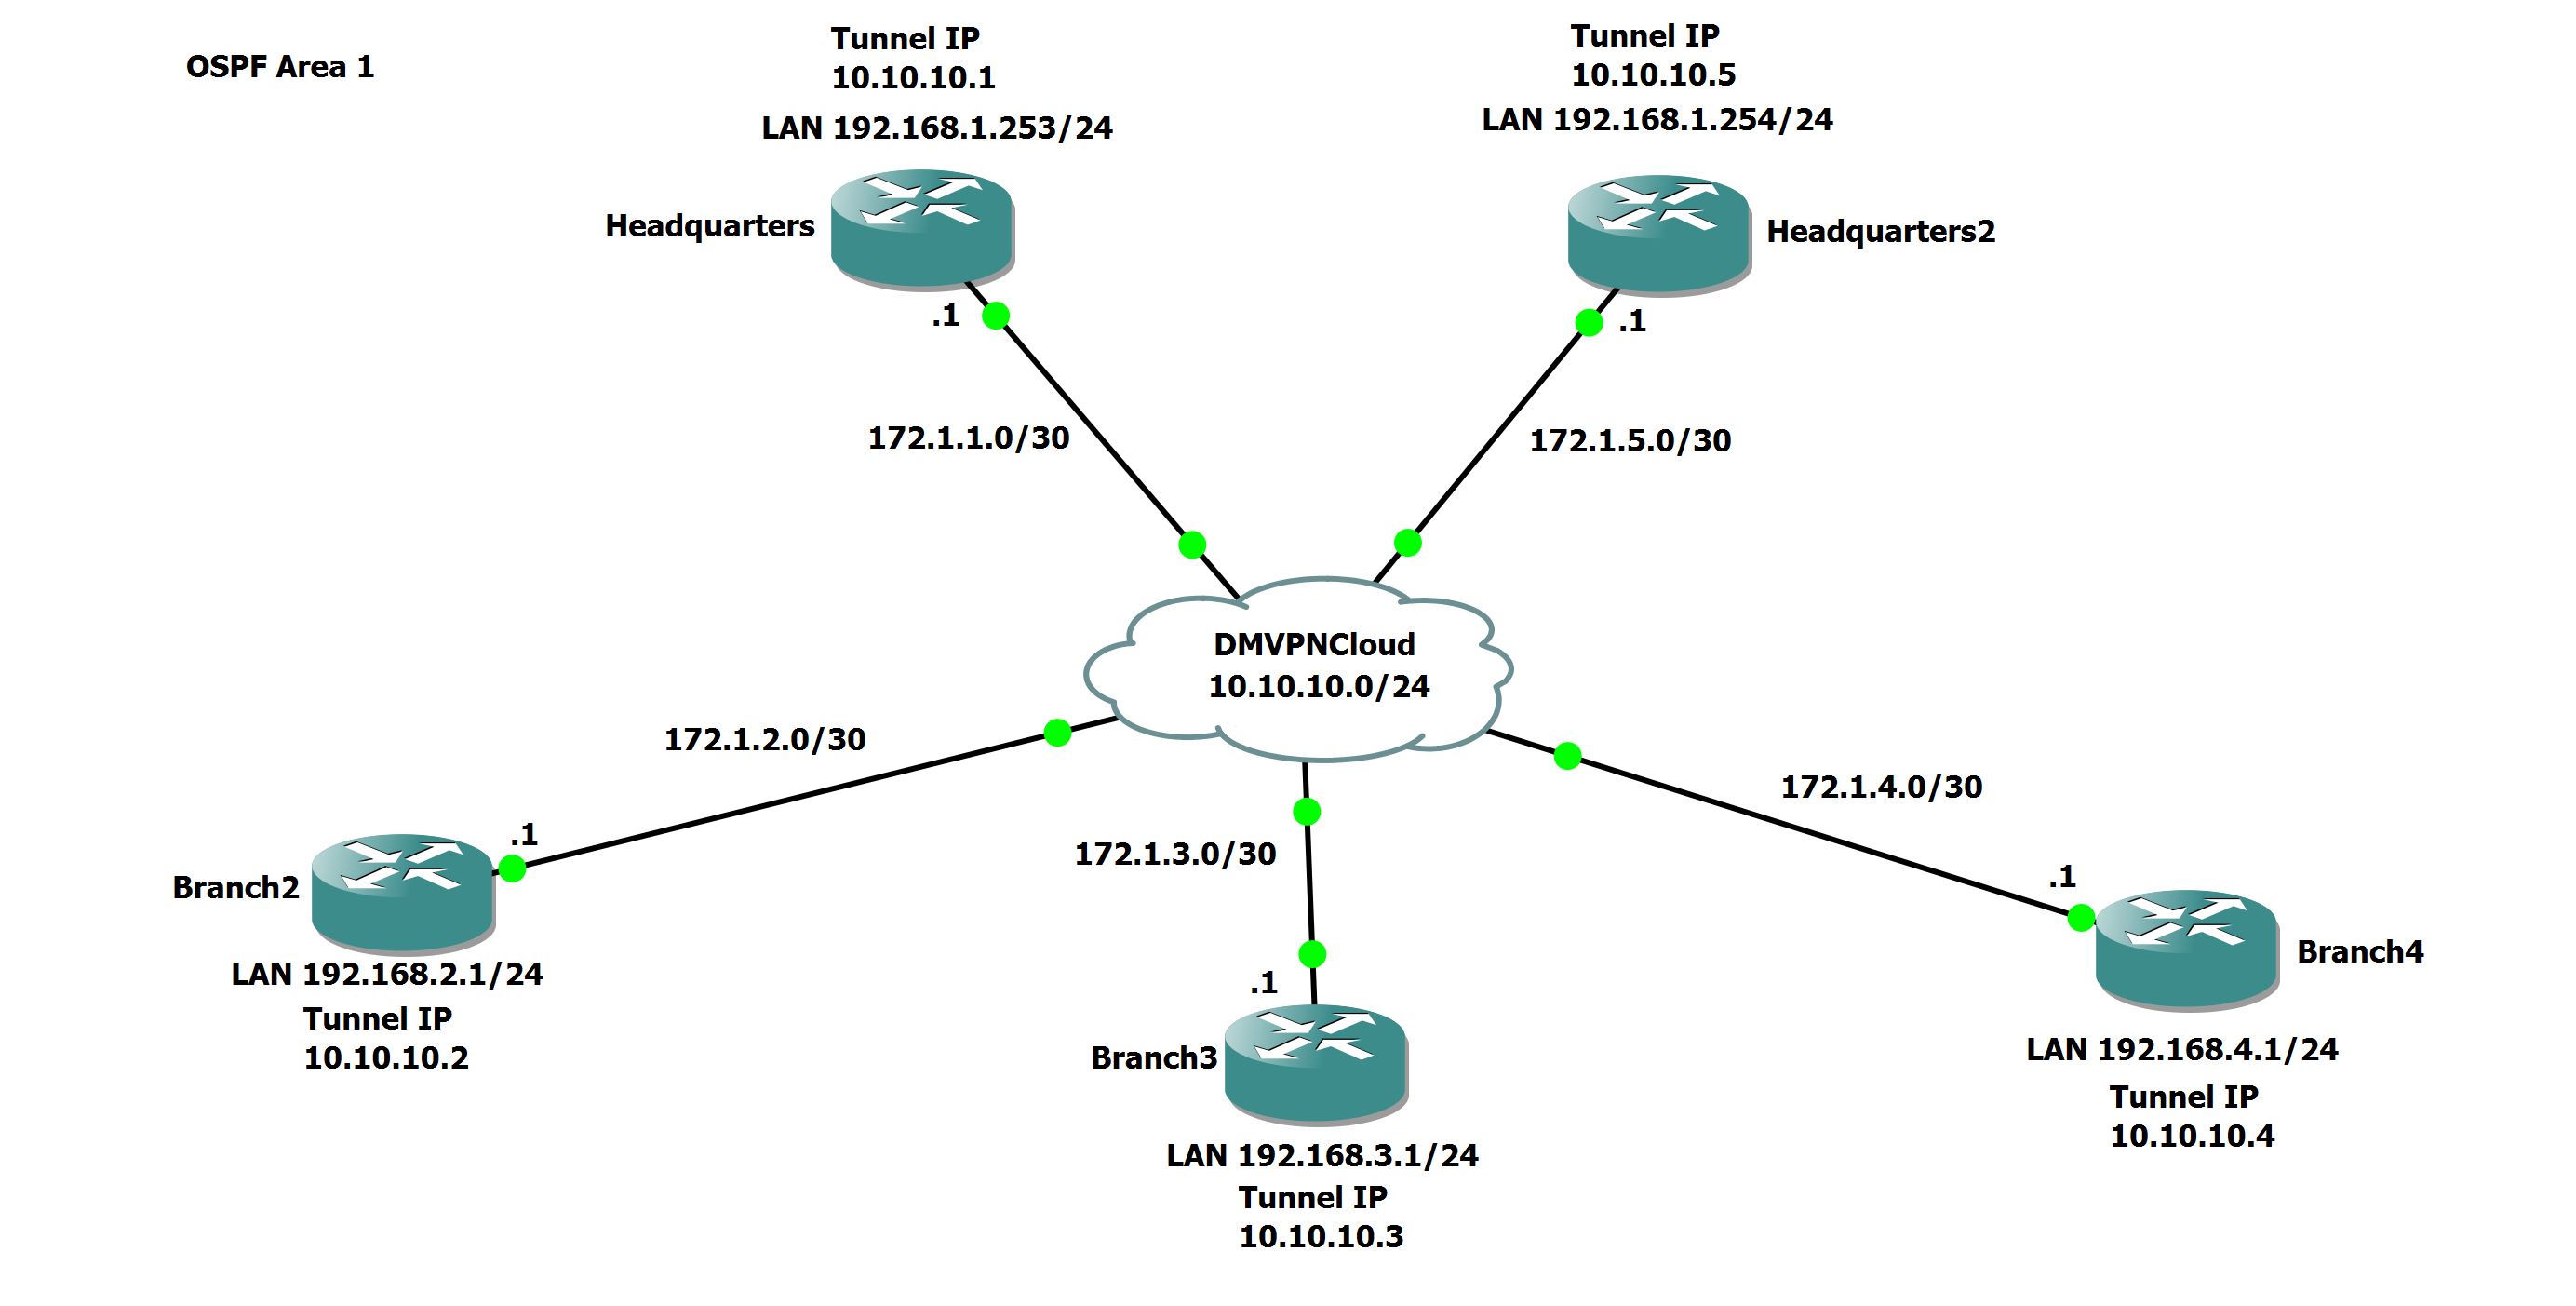 OSPF Area 1
Tunnel IP
10.10.10.1
LAN 192.168.1.253/24
Headquarters
.1
172.1.1.0/30
Tunnel IP
10.10.10.5
LAN 192.168.1.254/24
Headquarters2
.1
172.1.5.0/30
DMVPNCloud
10.10.10.0/24
172.1.2.0/30
.1
Branch2
LAN 192.168.2.1/24
Tunnel IP
10.10.10.2
172.1.3.0/30
.1
Branch3
LAN 192.168.3.1/24
Tunnel IP
10.10.10.3
172.1.4.0/30
.1
Branch4
LAN 192.168.4.1/24
Tunnel IP
10.10.10.4